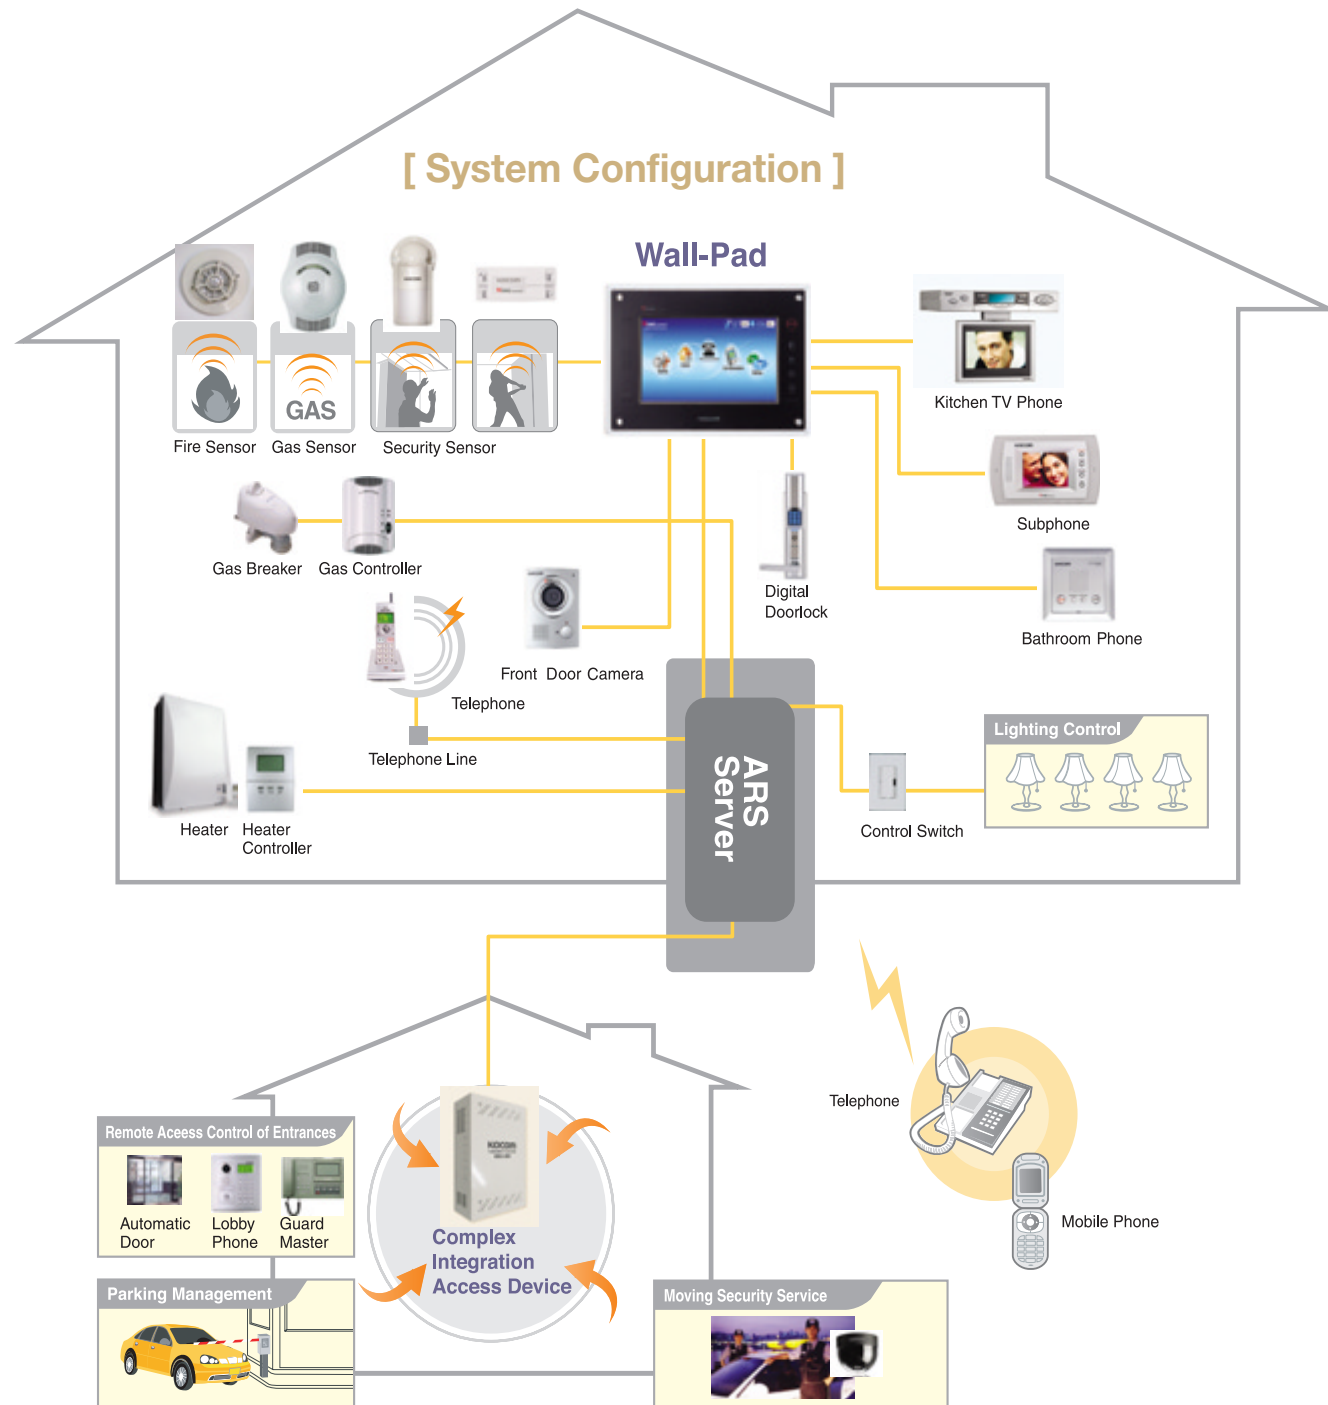 [ System Configuration ]
Wall-Pad
GAS
Fire Sensor
Gas Sensor
Security Sensor
Kitchen TV Phone
Subphone
Gas Breaker
Gas Controller
Digital
Doorlock
Bathroom Phone
Front Door Camera
Telephone
Telephone Line
Lighting Control
ARS
Server
Heater
Heater
Controller
Control Switch
Telephone
Mobile Phone
Remote Aceess Control of Entrances
Automatic
Door
Lobby
Phone
Guard
Master
KOCOM
Complex
Integration
Access Device
Parking Management
Moving Security Service